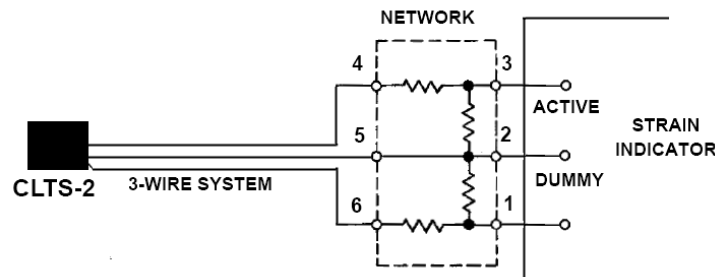 NETWORK
4
3
ACTIVE
5
2
STRAIN
INDICATOR
CLTS-2
3-WIRE SYSTEM
DUMMY
6
1